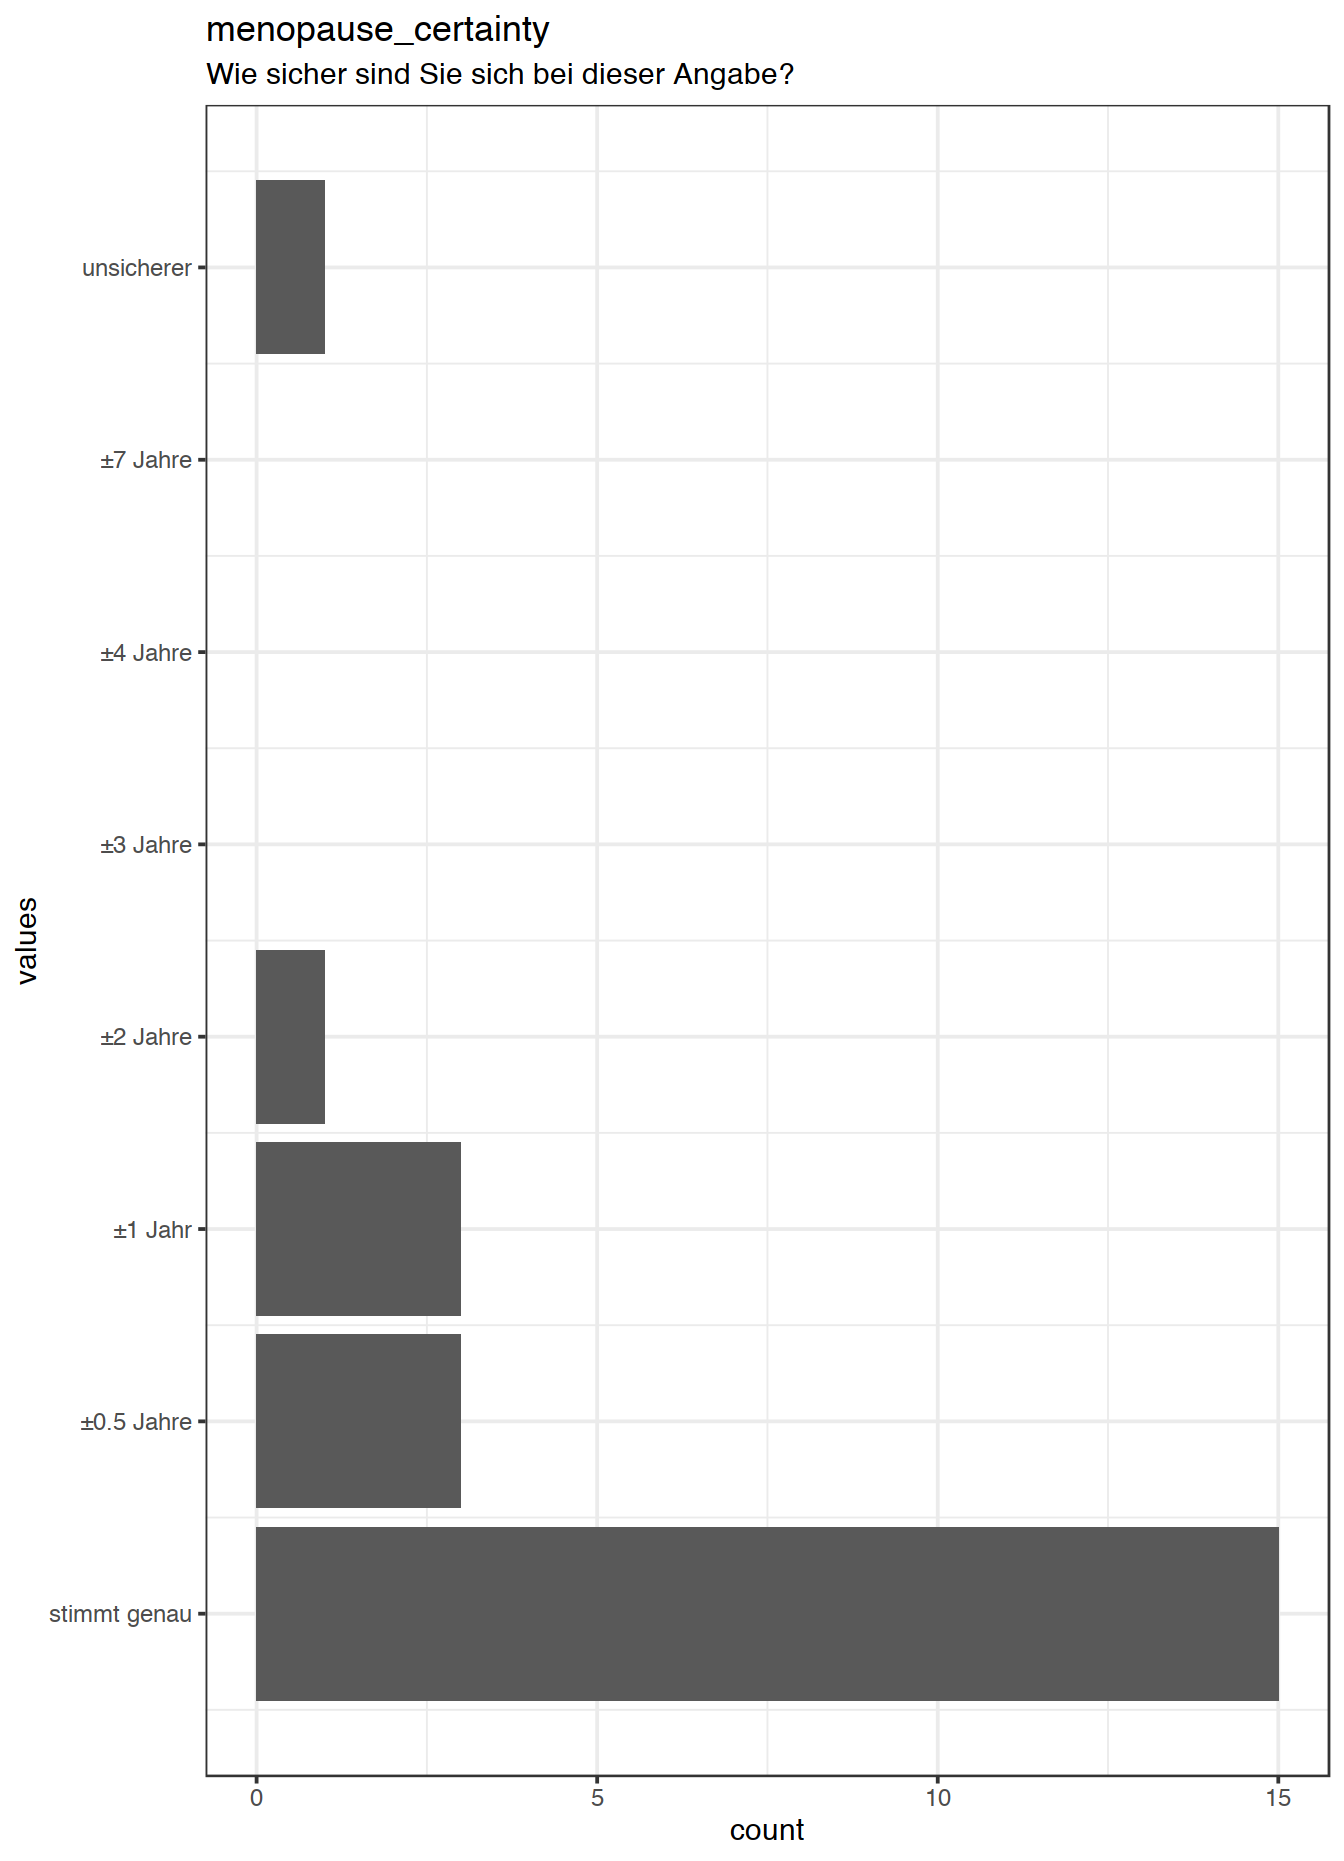 menopause_certainty
Wie sicher sind Sie sich bei dieser Angabe?
unsicherer
±7 Jahre
±4 Jahre
±3 Jahre
±2 Jahre
±1 Jahr
±0.5 Jahre
stimmt genau
values
0 5 10 15
count